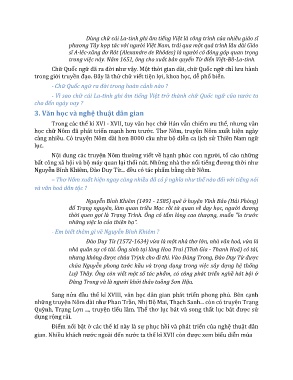 Dùng chữ cái La-tinh ghi âm tiếng Việt là công trình của nhiều giáo sĩ
phương Tây hợp tác với người Việt Nam, trải qua một quá trình lâu dài Giáo
sĩ A-lếc-xăng đơ Rốt (Alexandre de Rhôdes) là người có đóng góp quan trọng
trong việc này. Năm 1651, ông cho xuất bản quyển Từ điển Việt-Bồ-La-tinh.
Chữ Quốc ngữ đã ra đời như vậy. Một thời gian dài, chữ Quốc ngữ chỉ lưu hành
trong giới truyền đạo. Đây là thứ chữ viết tiện lợi, khoa học, dễ phổ biến.
- Chữ Quốc ngữ ra đời trong hoàn cảnh nào ?
- Vì sao chữ cái La-tinh ghi âm tiếng Việt trở thành chữ Quốc ngữ của nước ta
cho đến ngày nay ?
3. Văn học và nghệ thuật dân gian
Trong các thế kỉ XVI - XVII, tuy văn học chữ Hán vẫn chiếm ưu thế, nhưng văn
học chữ Nôm đã phát triển mạnh hơn trước. Thơ Nôm, truyện Nôm xuất hiện ngày
càng nhiều. Có truyện Nôm dài hơn 8000 câu như bộ diễn ca lịch sử Thiên Nam ngữ
lục.
Nội dung các truyện Nôm thường viết về hạnh phúc con người, tố cáo những
bất công xã hội và bộ máy quan lại thối nát. Những nhà thơ nổi tiếng đương thời như
Nguyễn Bỉnh Khiêm, Đào Duy Từ... đều có tác phẩm bằng chữ Nôm.
- Thơ Nôm xuất hiện ngày càng nhiều đã có ý nghĩa như thế nào đối với tiếng nói
và văn hoá dân tộc ?
Nguyễn Bỉnh Khiêm (1491 - 1585) quê ở huyện Vĩnh Bảo (Hải Phòng)
đỗ Trạng nguyên, làm quan triều Mạc rồi từ quan về dạy học, người đương
thời quen gọi là Trạng Trình. Ông có tấm lòng cao thượng, muốn "lo trước
những việc lo của thiên hạ".
- Em biết thêm gì về Nguyễn Bỉnh Khiêm ?
Đào Duy Từ (1572-1634) vừa là một nhà thơ lớn, nhà văn hoá, vừa là
nhà quân sự có tài. Ông sinh tại làng Hoa Trai (Tĩnh Gia - Thanh Hoá) có tài,
nhưng không được chúa Trịnh cho đi thi. Vào Đàng Trong, Đào Duy Từ được
chúa Nguyễn phong tước hầu và trọng dụng trong việc xây dựng hệ thống
Luỹ Thầy. Ông còn viết một số tác phẩm, có công phát triển nghệ hát bội ở
Đàng Trong và là người khởi thảo tuồng Sơn Hậu.
Sang nửa đầu thế kỉ XVIII, văn học dân gian phát triển phong phú. Bên cạnh
những truyện Nôm dài như Phan Trần, Nhị Độ Mai, Thạch Sanh... còn có truyện Trạng
Quỳnh, Trạng Lợn ..., truyện tiếu lâm. Thể thơ lục bát và song thất lục bát được sử
dụng rộng rãi.
Điểm nổi bật ở các thế kỉ này là sự phục hồi và phát triển của nghệ thuật dân
gian. Nhiều khách nước ngoài đến nước ta thế kỉ XVII còn được xem biểu diễn múa